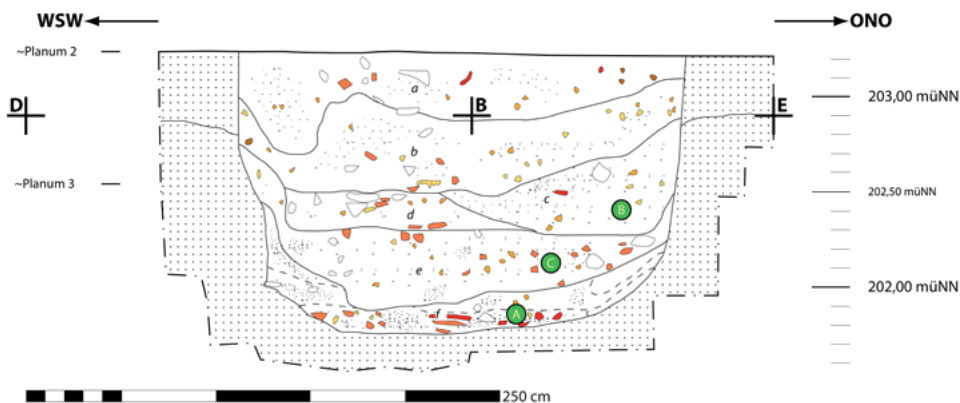 WSW
ONO
~Planum 2
a
203,00 müNN
D
B
E
b
~Planum 3
c
202,50 müNN
d
B
e
C
202,00 müNN
f
A
250 cm